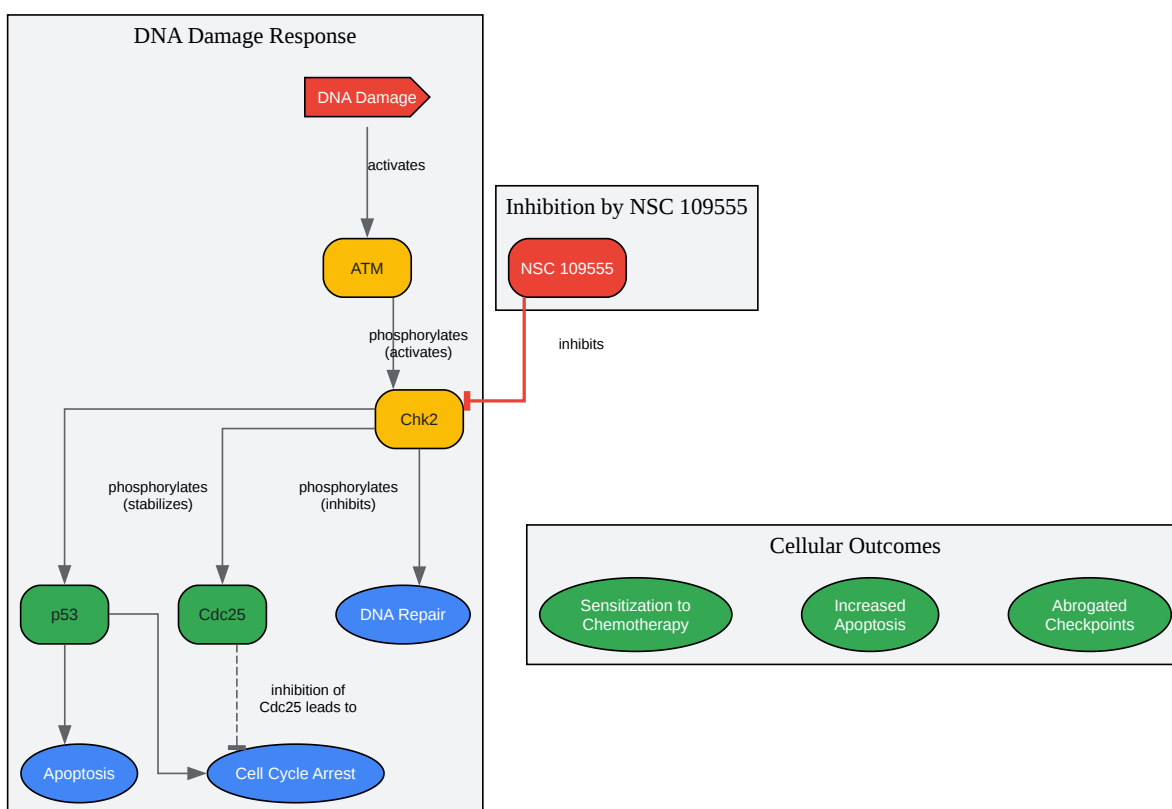 DNA Damage Response
DNA Damage
activates
Inhibition by NSC 109555
ATM
NSC 109555
phosphorylates
(activates)
inhibits
Chk2
phosphorylates
(stabilizes)
phosphorylates
(inhibits)
Cellular Outcomes
p53
Cdc25
DNA Repair
Sensitization to
Chemotherapy
Increased
Apoptosis
Abrogated
Checkpoints
inhibition of
Cdc25 leads to
Apoptosis
Cell Cycle Arrest